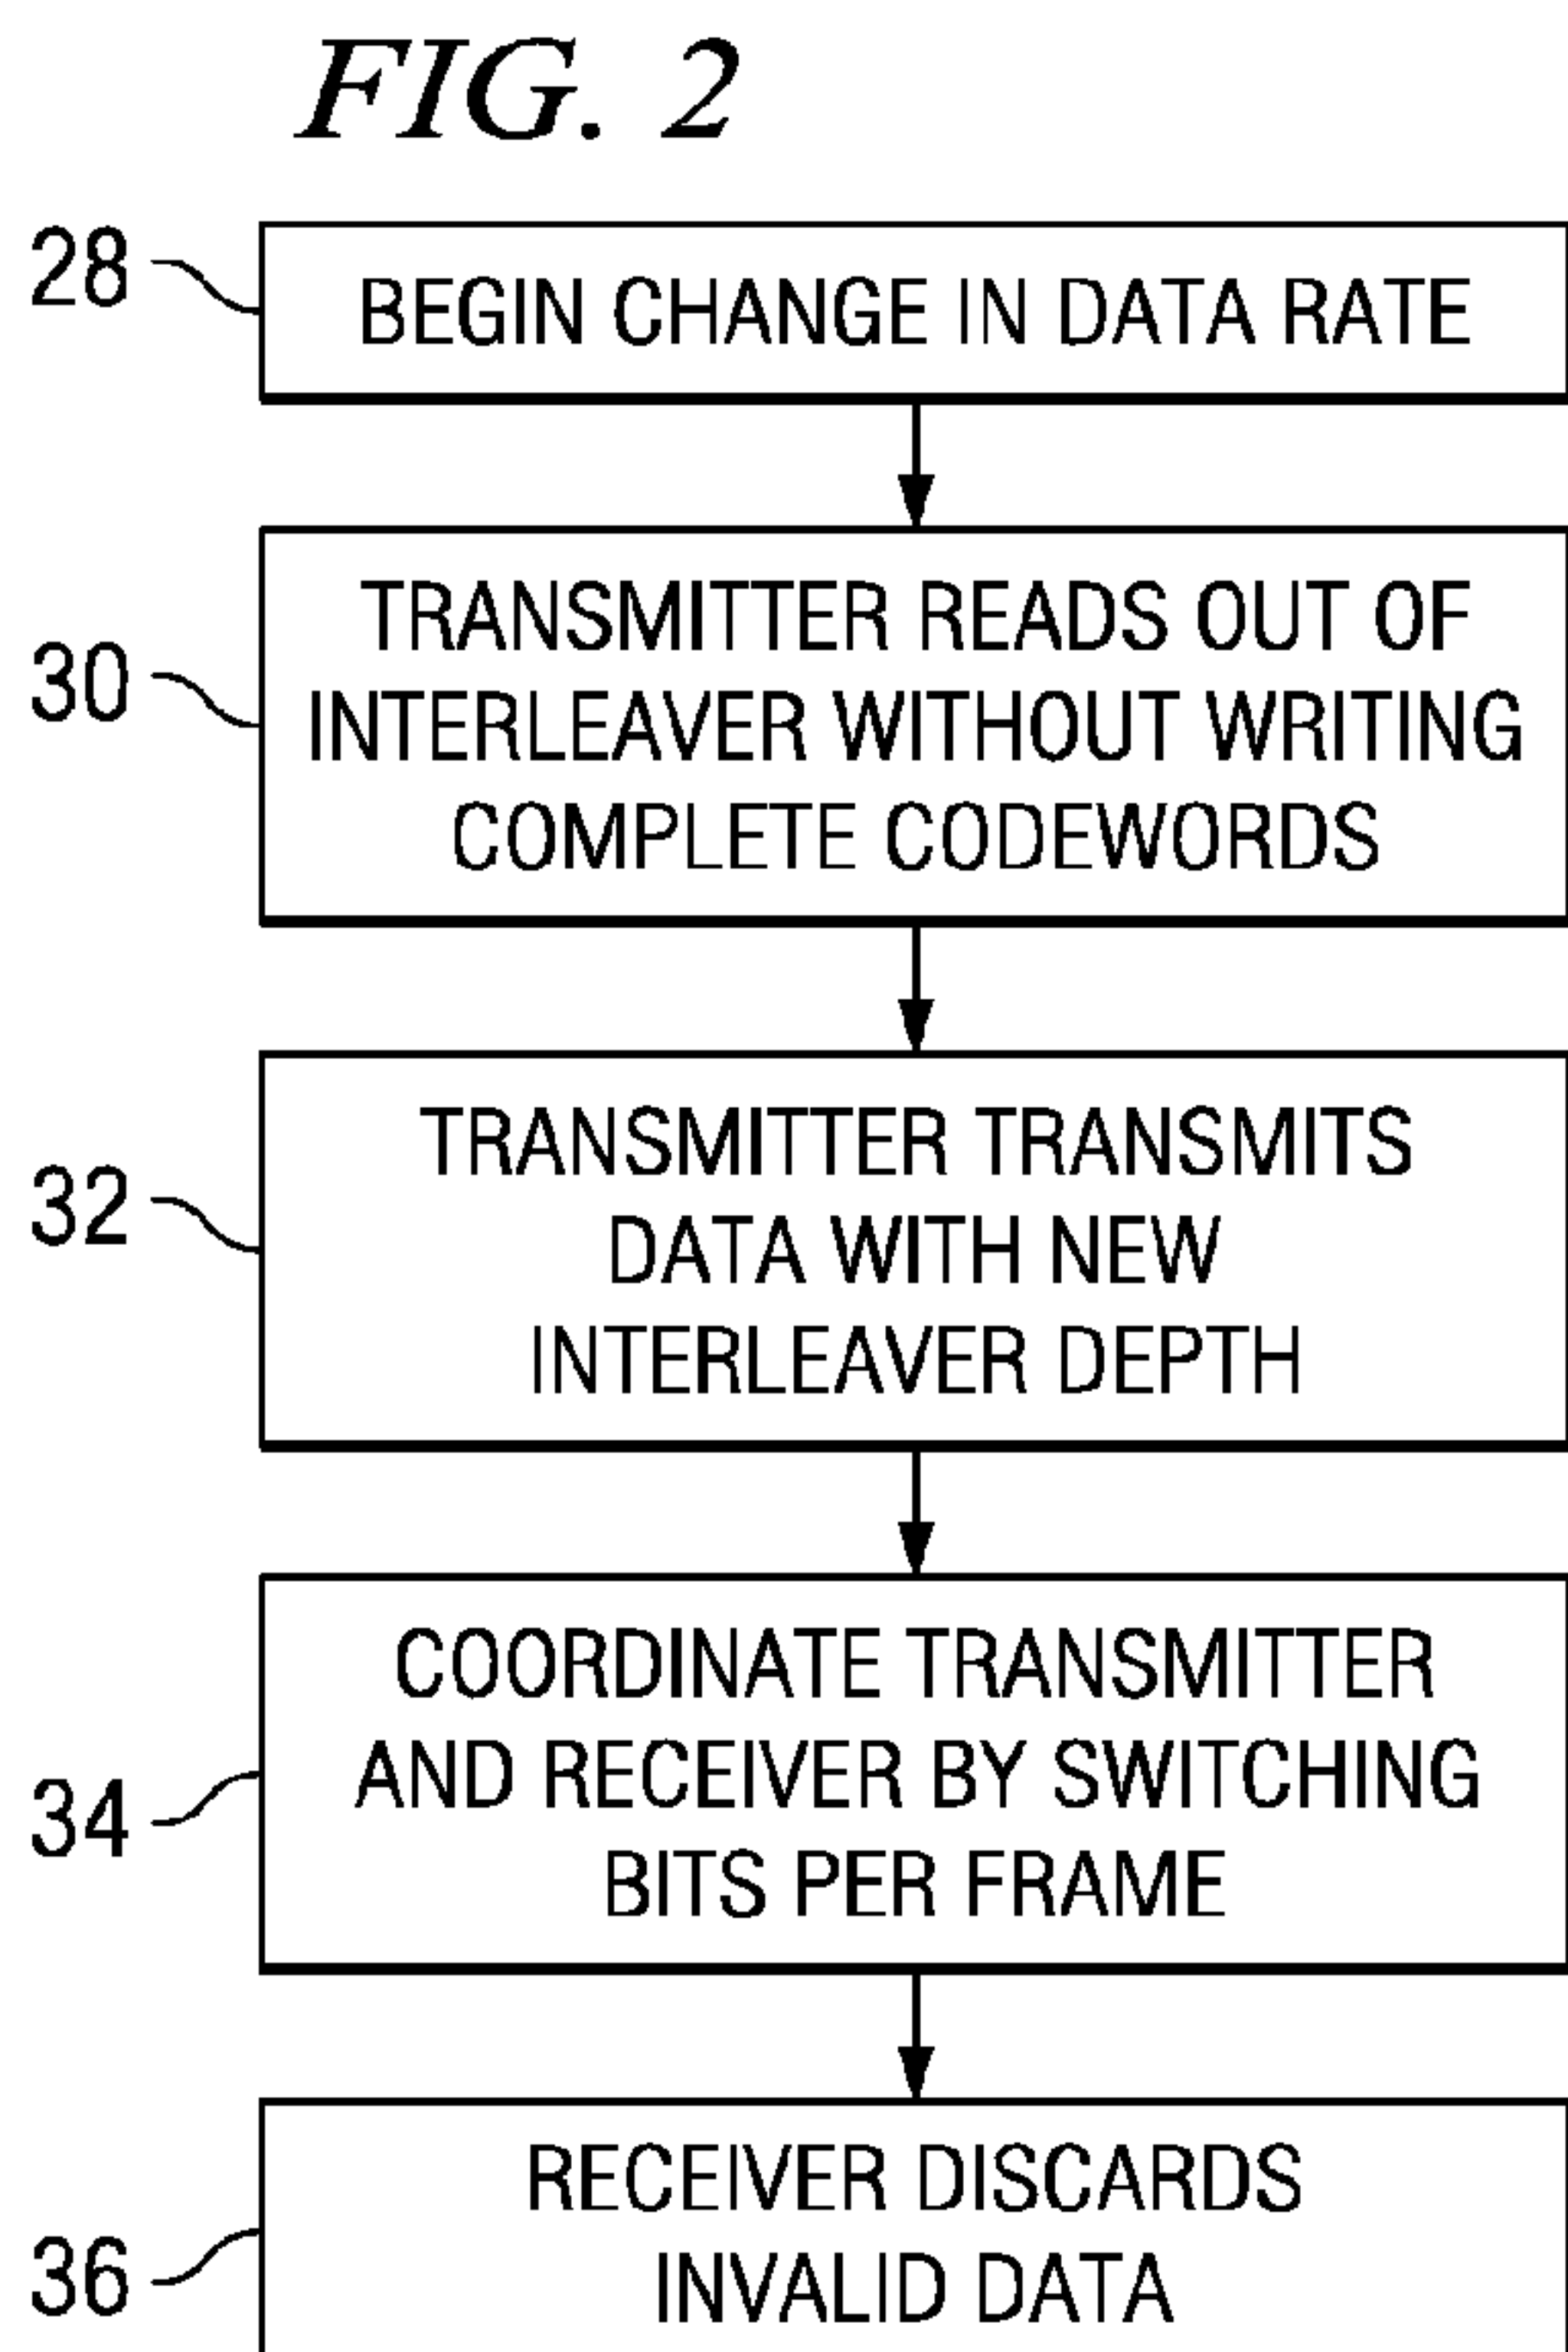 FIG. 2
28
BEGIN CHANGE IN DATA RATE
30
TRANSMITTER READS OUT OF
INTERLEAVER WITHOUT WRITING
COMPLETE CODEWORDS
32
TRANSMITTER TRANSMITS
DATA WITH NEW
INTERLEAVER DEPTH
34
COORDINATE TRANSMITTER
AND RECEIVER BY SWITCHING
BITS PER FRAME
36
RECEIVER DISCARDS
INVALID DATA